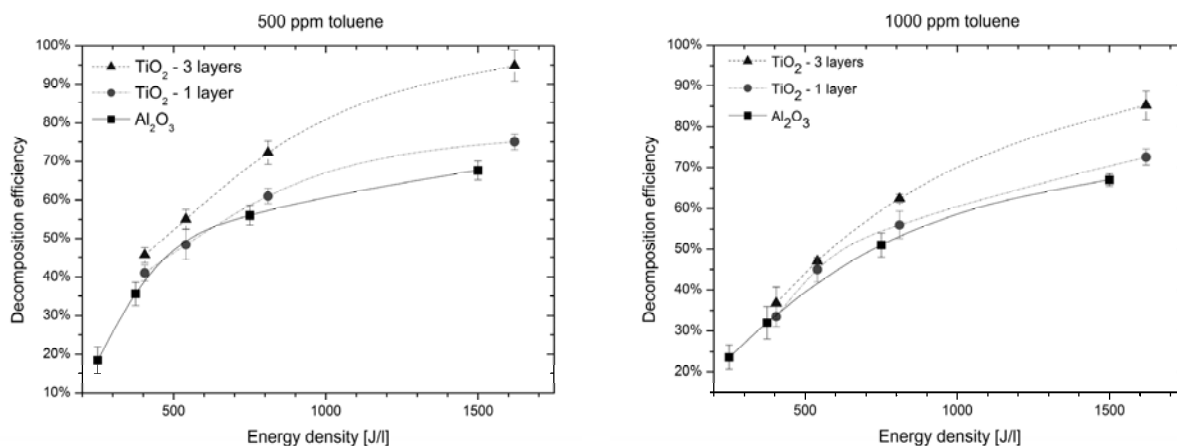 500 ppm toluene
100%
90%
80%
70%
60%
50%
40%
30%
20%
10%
Decomposition efficiency
TiO₂ - 3 layers
TiO₂ - 1 layer
Al₂O₃
500
1000
1500
Energy density [J/l]
1000 ppm toluene
100%
90%
80%
70%
60%
50%
40%
30%
20%
Decomposition efficiency
TiO₂ - 3 layers
TiO₂ - 1 layer
Al₂O₃
500
1000
1500
Energy density [J/l]